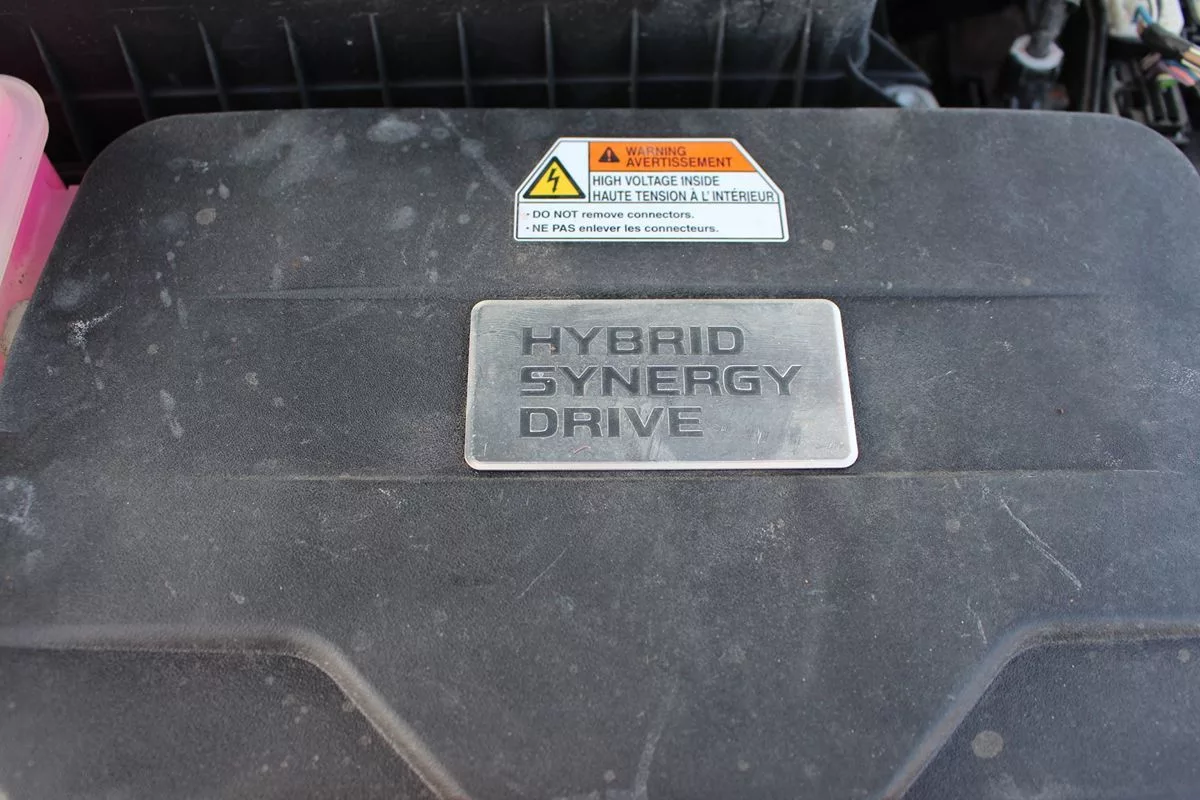 WARNING
AVERTISSEMENT
HIGH VOLTAGE INSIDE
HAUTE TENSION À L'INTÉRIEUR
· DO NOT remove connectors.
· NE PAS enlever les connecteurs.
HYBRID
SYNERGY
DRIVE